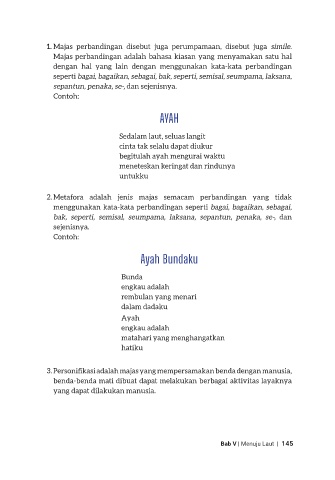 1. Majas perbandingan disebut juga perumpamaan, disebut juga simile.
Majas perbandingan adalah bahasa kiasan yang menyamakan satu hal
dengan hal yang lain dengan menggunakan kata-kata perbandingan
seperti bagai, bagaikan, sebagai, bak, seperti, semisal, seumpama, laksana,
sepantun, penaka, se-, dan sejenisnya.
Contoh:
AYAH
Sedalam laut, seluas langit
cinta tak selalu dapat diukur
begitulah ayah mengurai waktu
meneteskan keringat dan rindunya
untukku
2. Metafora adalah jenis majas semacam perbandingan yang tidak
menggunakan kata-kata perbandingan seperti bagai, bagaikan, sebagai,
bak, seperti, semisal, seumpama, laksana, sepantun, penaka, se-, dan
sejenisnya.
Contoh:
Ayah Bundaku
Bunda
engkau adalah
rembulan yang menari
dalam dadaku
Ayah
engkau adalah
matahari yang menghangatkan
hatiku
3. Personifikasi adalah majas yang mempersamakan benda dengan manusia,
benda-benda mati dibuat dapat melakukan berbagai aktivitas layaknya
yang dapat dilakukan manusia.
Bab V | Menuju Laut | 145